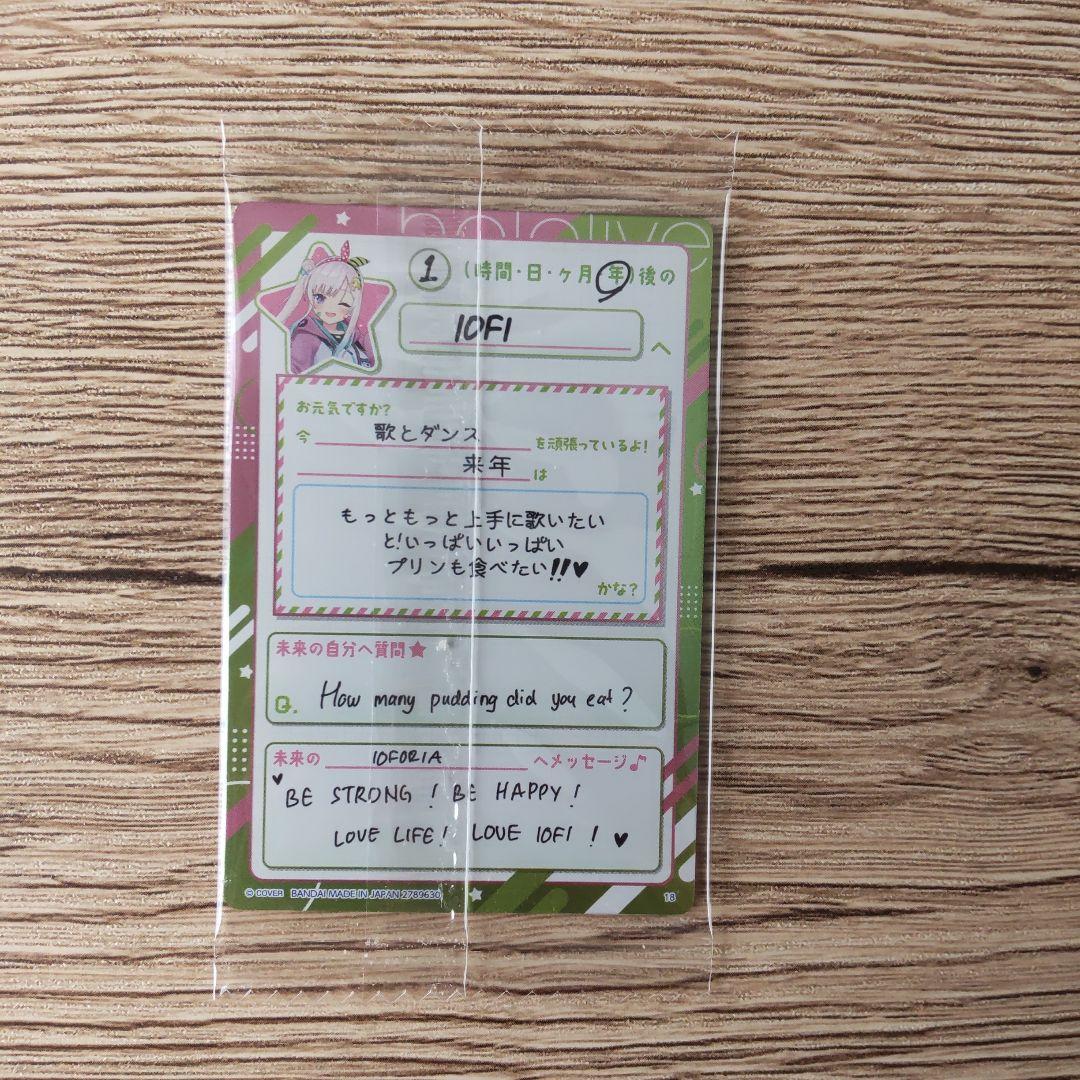 hololive
1 (時間・日・ヶ月・年)後の
IOFI
へ
お元気ですか?
今 歌とダンス を頑張っているよ!
来年 は
もっともっと上手に歌いたい
と!いっぱいいっぱい
プリンも食べたい!!♥
かな?
未来の自分へ質問★
Q. How many pudding did you eat?
未来の IOFORIA へメッセージ♪
♥BE STRONG! BE HAPPY!
LOVE LIFE! LOVE IOFI! ♥
© COVER BANDAI MADE IN JAPAN 2789630
18